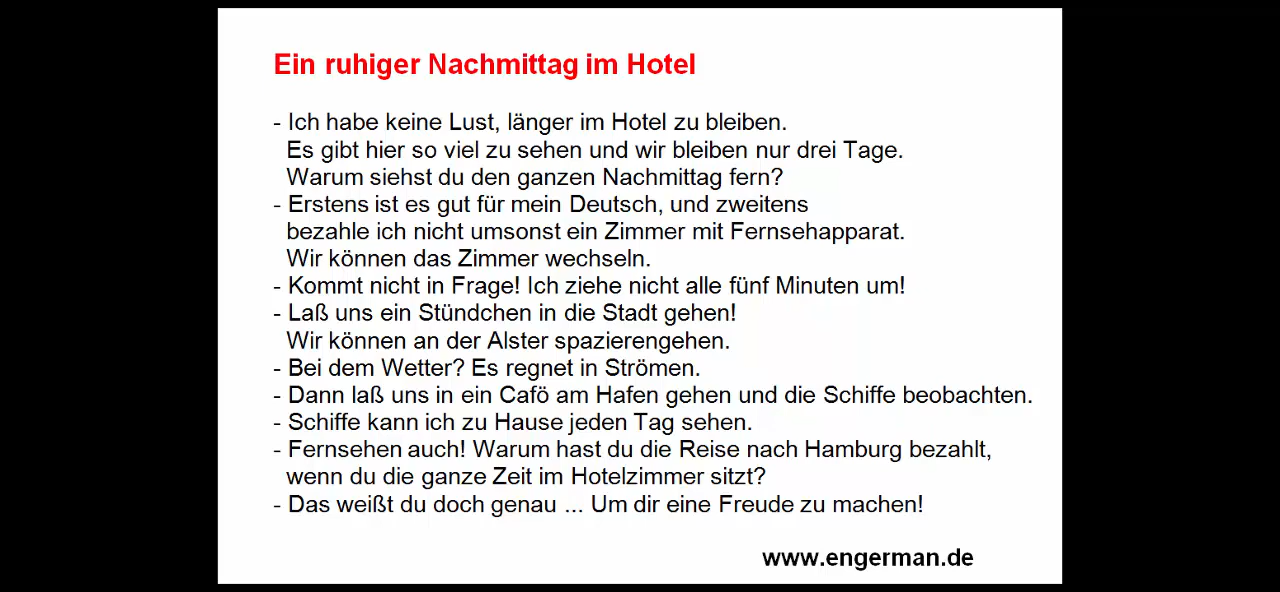 Ein ruhiger Nachmittag im Hotel
- Ich habe keine Lust, länger im Hotel zu bleiben.
Es gibt hier so viel zu sehen und wir bleiben nur drei Tage.
Warum siehst du den ganzen Nachmittag fern?
- Erstens ist es gut für mein Deutsch, und zweitens
bezahle ich nicht umsonst ein Zimmer mit Fernsehapparat.
Wir können das Zimmer wechseln.
- Kommt nicht in Frage! Ich ziehe nicht alle fünf Minuten um!
- Laß uns ein Stündchen in die Stadt gehen!
Wir können an der Alster spazierengehen.
- Bei dem Wetter? Es regnet in Strömen.
- Dann laß uns in ein Cafö am Hafen gehen und die Schiffe beobachten.
- Schiffe kann ich zu Hause jeden Tag sehen.
- Fernsehen auch! Warum hast du die Reise nach Hamburg bezahlt,
wenn du die ganze Zeit im Hotelzimmer sitzt?
- Das weißt du doch genau ... Um dir eine Freude zu machen!
www.engerman.de